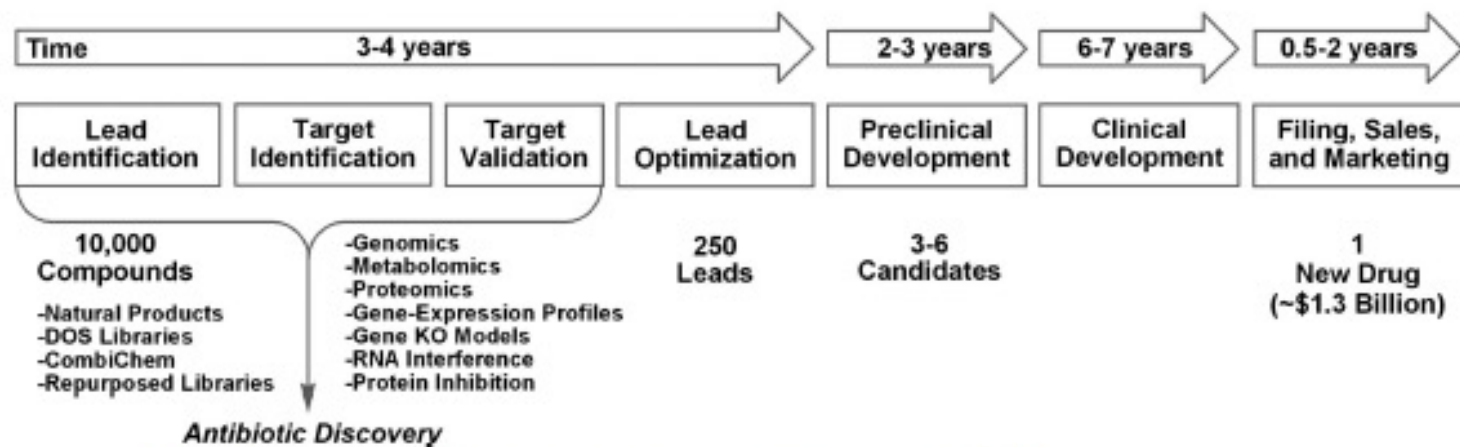 Time 3-4 years 2-3 years 6-7 years 0.5-2 years
Lead
Identification
Target
Identification
Target
Validation
Lead
Optimization
Preclinical
Development
Clinical
Development
Filing, Sales,
and Marketing
10,000
Compounds
-Natural Products
-DOS Libraries
-CombiChem
-Repurposed Libraries
-Genomics
-Metabolomics
-Proteomics
-Gene-Expression Profiles
-Gene KO Models
-RNA Interference
-Protein Inhibition
250
Leads
3-6
Candidates
1
New Drug
(~$1.3 Billion)
Antibiotic Discovery